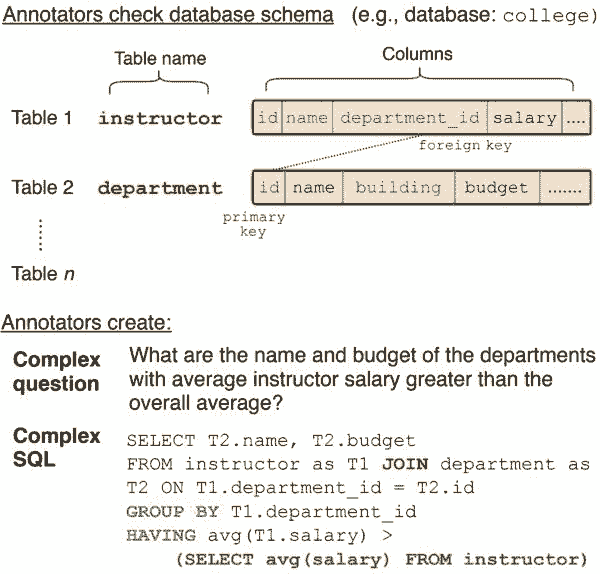 Annotators check database schema (e.g., database: college)
Table name Columns
Table 1 instructor id name department_id salary ....
foreign key
Table 2 department id name building budget .......
primary
key
Table n
Annotators create:
Complex question What are the name and budget of the departments
with average instructor salary greater than the
overall average?
Complex SQL SELECT T2.name, T2.budget
FROM instructor as T1 JOIN department as
T2 ON T1.department_id = T2.id
GROUP BY T1.department_id
HAVING avg(T1.salary) >
(SELECT avg(salary) FROM instructor)